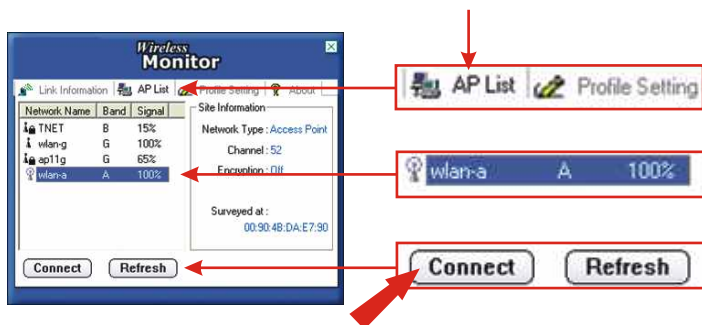 Wireless
Monitor
Link Information AP List Profile Setting About
Network Name Band Signal
TNET B 15%
wlan-g G 100%
ap11g G 65%
wlan-a A 100%
Site Information
Network Type : Access Point
Channel : 52
Encryption : Off
Surveyed at :
00:90:4B:DA:E7:90
Connect Refresh
AP List Profile Setting
wlan-a A 100%
Connect Refresh